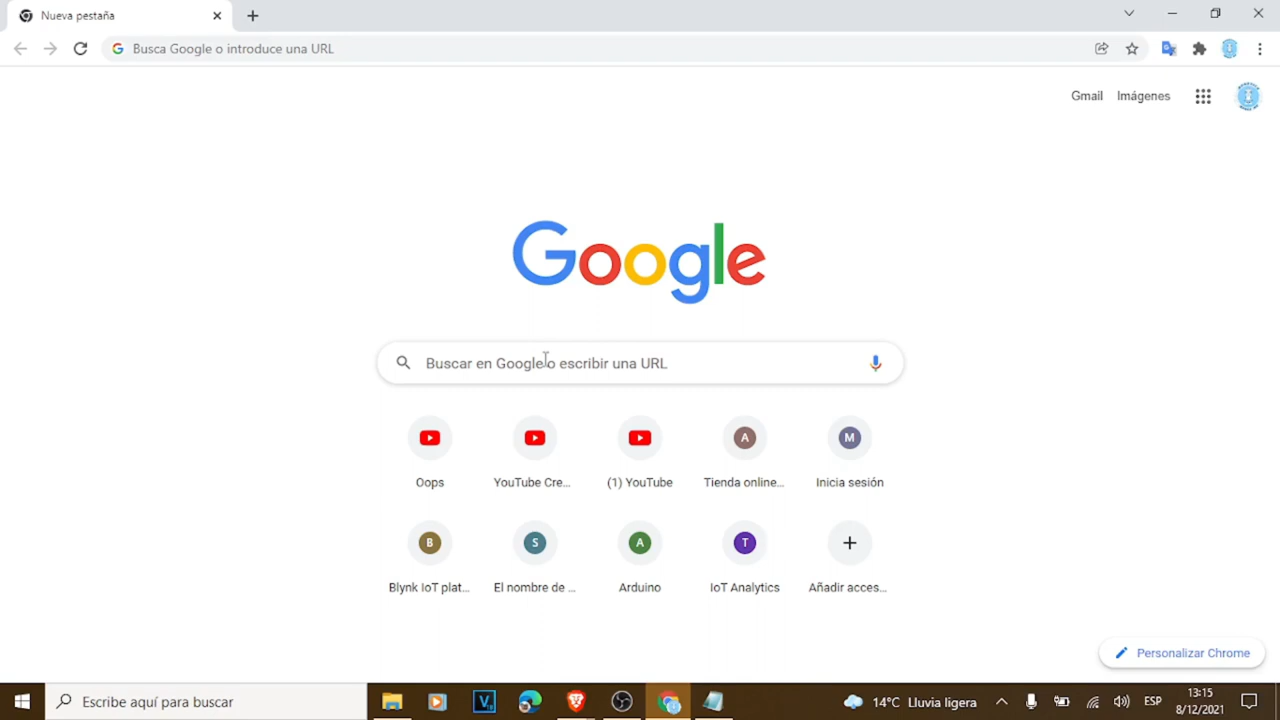 Nueva pestaña
Busca Google o introduce una URL
Gmail Imágenes
Google
Buscar en Google o escribir una URL
Oops YouTube Cre... (1) YouTube A Tienda online... M Inicia sesión
B Blynk IoT plat... S El nombre de ... A Arduino T IoT Analytics Añadir acces...
Personalizar Chrome
Escribe aquí para buscar
14°C Lluvia ligera ESP 13:15
8/12/2021